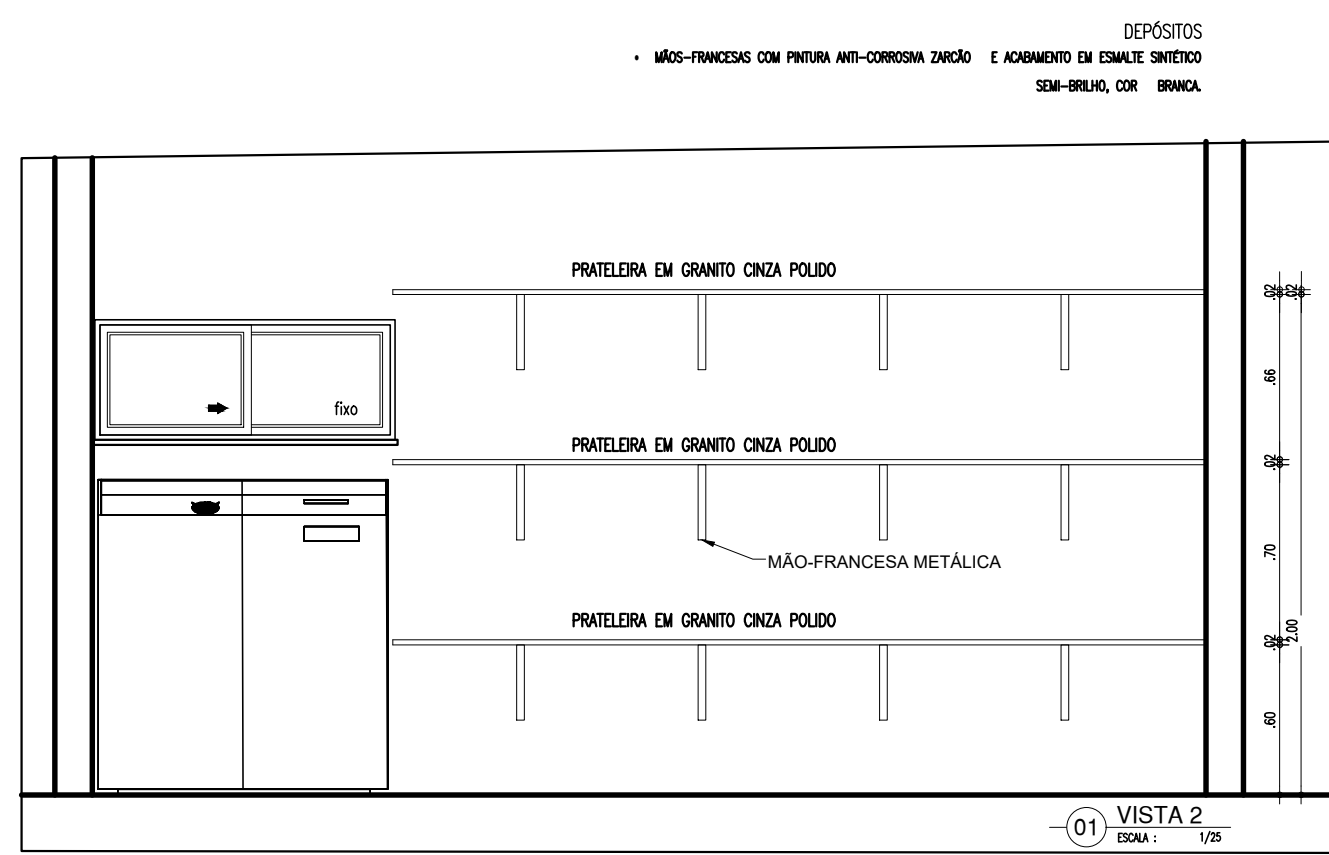 DEPÓSITOS
• MÃOS-FRANCESAS COM PINTURA ANTI-CORROSIVA ZARCÃO E ACABAMENTO EM ESMALTE SINTÉTICO
SEMI-BRILHO, COR BRANCA.
PRATELEIRA EM GRANITO CINZA POLIDO
.02
.02
.02
.66
fixo
PRATELEIRA EM GRANITO CINZA POLIDO
.02
.70
MÃO-FRANCESA METÁLICA
PRATELEIRA EM GRANITO CINZA POLIDO
.02
2.00
.60
01 VISTA 2
ESCALA : 1/25